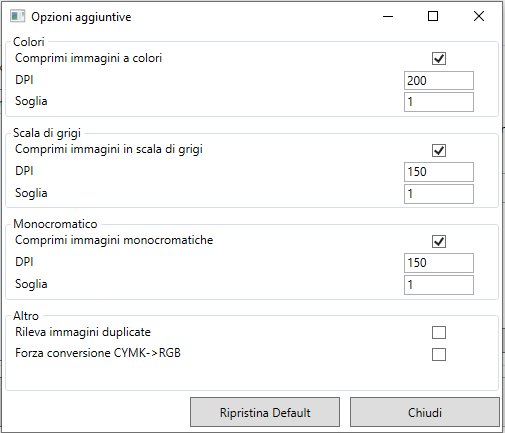 Opzioni aggiuntive
Colori
Comprimi immagini a colori
DPI 200
Soglia 1
Scala di grigi
Comprimi immagini in scala di grigi
DPI 150
Soglia 1
Monocromatico
Comprimi immagini monocromatiche
DPI 150
Soglia 1
Altro
Rileva immagini duplicate
Forza conversione CYMK->RGB
Ripristina Default Chiudi